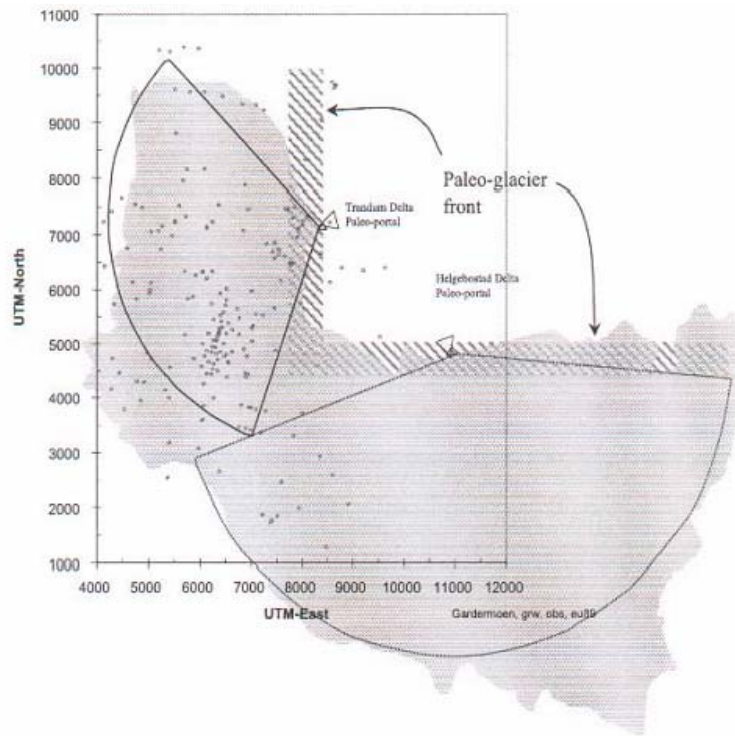 11000
10000
9000
8000
7000
6000
5000
4000
3000
2000
1000
UTM-North
Paleo-glacier
front
Trandum Delta
Paleo-portal
Helgebostad Delta
Paleo-portal
4000 5000 6000 7000 8000 9000 10000 11000 12000
UTM-East
Gardermoen, grw. obs, eu89